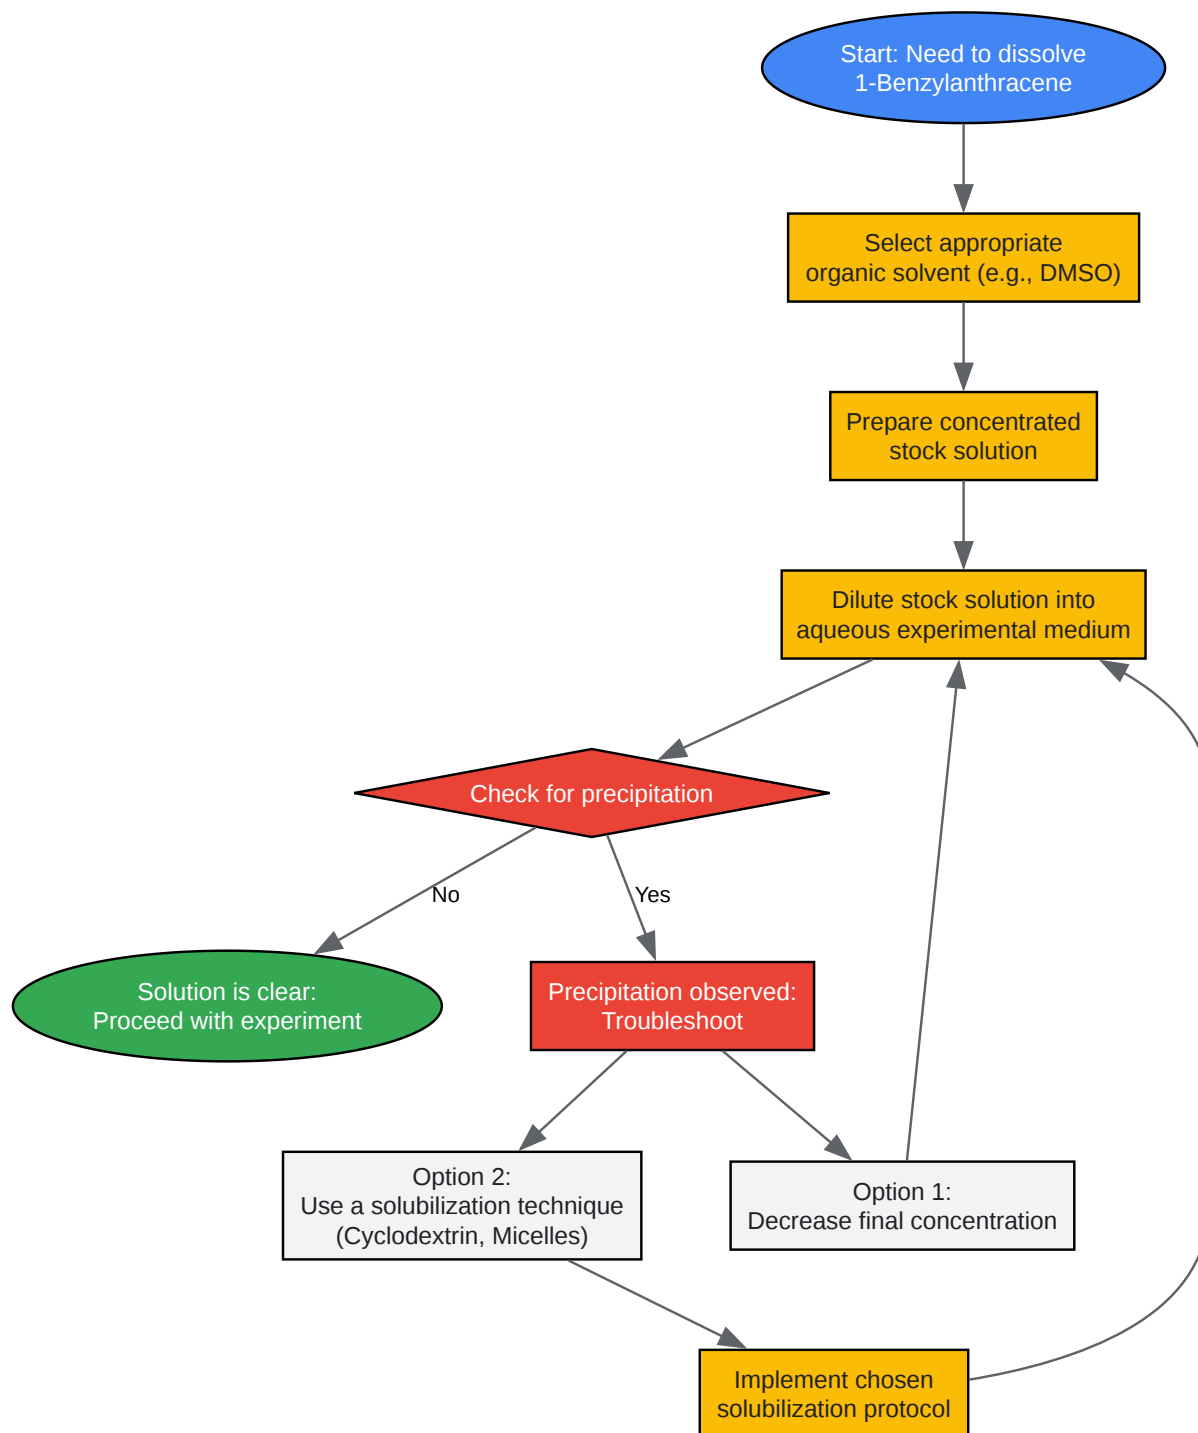 Start: Need to dissolve
1-Benzylanthracene
Select appropriate
organic solvent (e.g., DMSO)
Prepare concentrated
stock solution
Dilute stock solution into
aqueous experimental medium
Check for precipitation
No
Yes
Solution is clear:
Proceed with experiment
Precipitation observed:
Troubleshoot
Option 2:
Use a solubilization technique
(Cyclodextrin, Micelles)
Option 1:
Decrease final concentration
Implement chosen
solubilization protocol